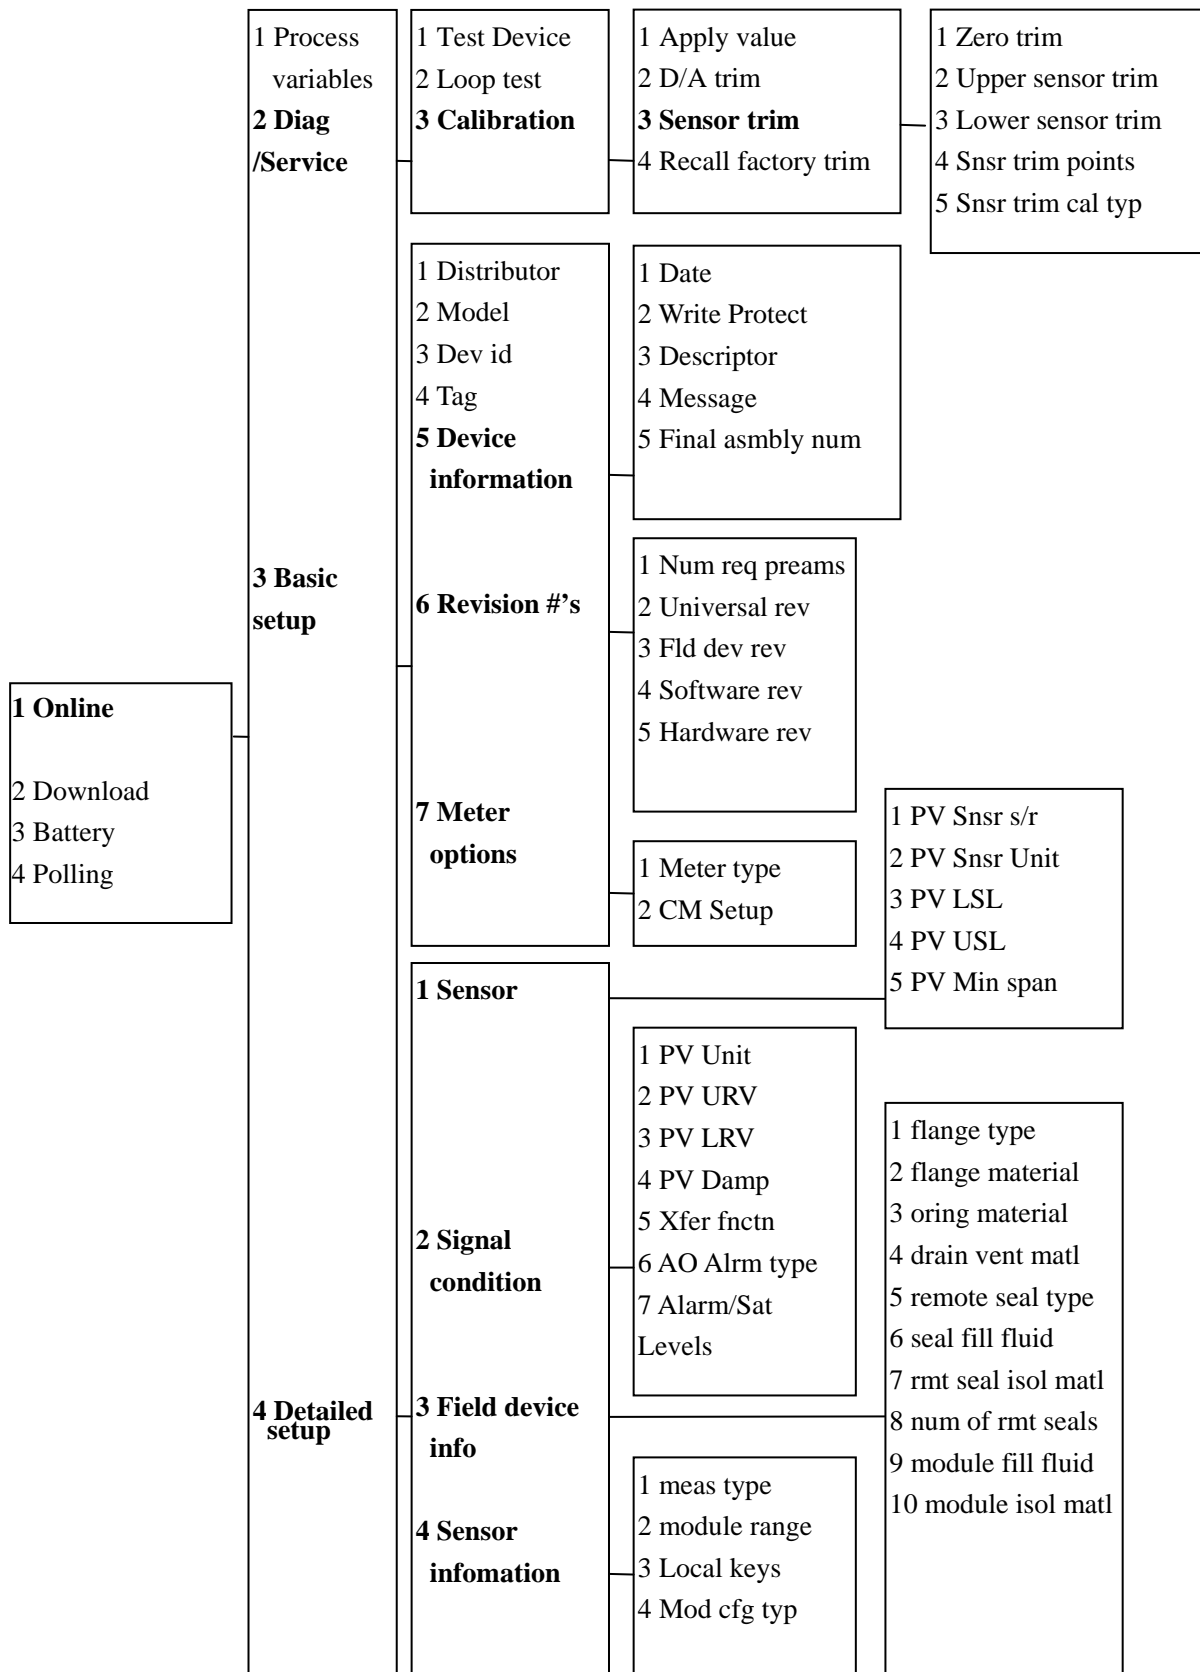 1 Online
2 Download
3 Battery
4 Polling
1 Process
variables
2 Diag
/Service
3 Basic
setup
4 Detailed
setup
1 Test Device
2 Loop test
3 Calibration
1 Apply value
2 D/A trim
3 Sensor trim
4 Recall factory trim
1 Zero trim
2 Upper sensor trim
3 Lower sensor trim
4 Snsr trim points
5 Snsr trim cal typ
1 Distributor
2 Model
3 Dev id
4 Tag
5 Device
information
6 Revision #’s
7 Meter
options
1 Date
2 Write Protect
3 Descriptor
4 Message
5 Final asmbly num
1 Num req preams
2 Universal rev
3 Fld dev rev
4 Software rev
5 Hardware rev
1 Meter type
2 CM Setup
1 Sensor
2 Signal
condition
3 Field device
info
4 Sensor
infomation
1 PV Snsr s/r
2 PV Snsr Unit
3 PV LSL
4 PV USL
5 PV Min span
1 PV Unit
2 PV URV
3 PV LRV
4 PV Damp
5 Xfer fnctn
6 AO Alrm type
7 Alarm/Sat
Levels
1 flange type
2 flange material
3 oring material
4 drain vent matl
5 remote seal type
6 seal fill fluid
7 rmt seal isol matl
8 num of rmt seals
9 module fill fluid
10 module isol matl
1 meas type
2 module range
3 Local keys
4 Mod cfg typ